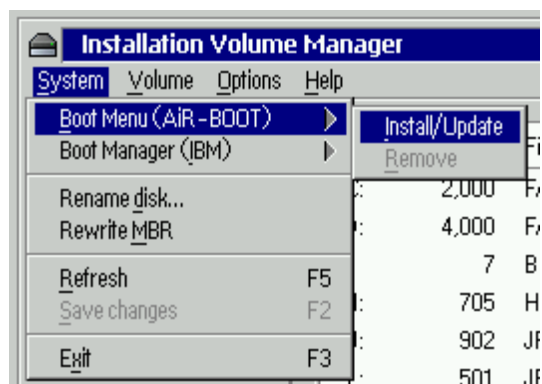 Installation Volume Manager
System Volume Options Help
Boot Menu (AiR-BOOT)
Install/Update
Boot Manager (IBM)
Remove
2,000
Rename disk...
Rewrite MBR
4,000
7
Refresh F5
705
Save changes F2
902
Exit F3
501